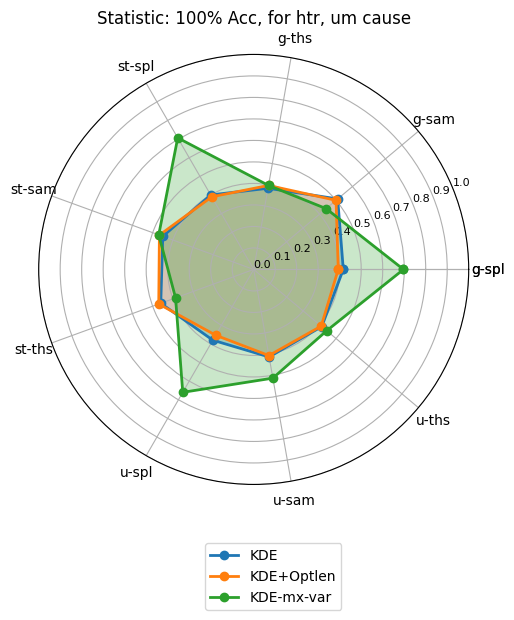 Statistic: 100% Acc, for htr, um cause
g-ths
st-spl
g-sam
1.0
0.9
0.8
0.7
0.6
0.5
0.4
0.3
0.2
0.1
0.0
st-sam
g-spl
st-ths
u-ths
u-spl
u-sam
KDE
KDE+Optlen
KDE-mx-var